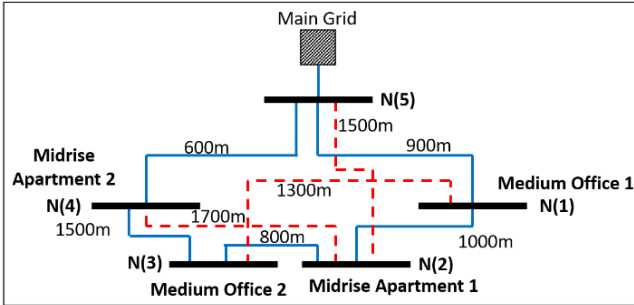 Main Grid
N(5)
1500m
600m
900m
Midrise
Apartment 2
1300m
Medium Office 1
N(4)
N(1)
1700m
1500m
800m
1000m
N(3)
N(2)
Medium Office 2
Midrise Apartment 1